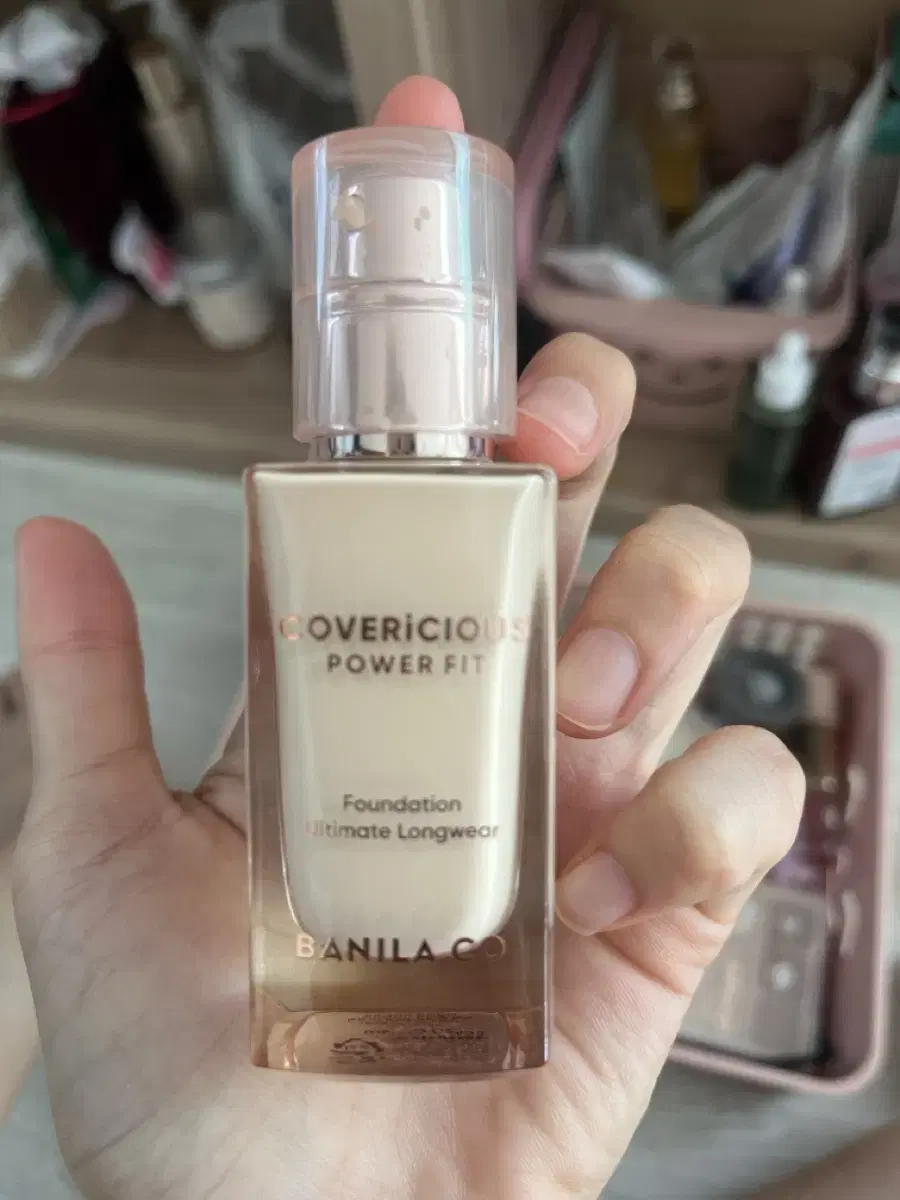 COVERiCIOUS
POWER FIT
Foundation
Ultimate Longwear
BANILA CO